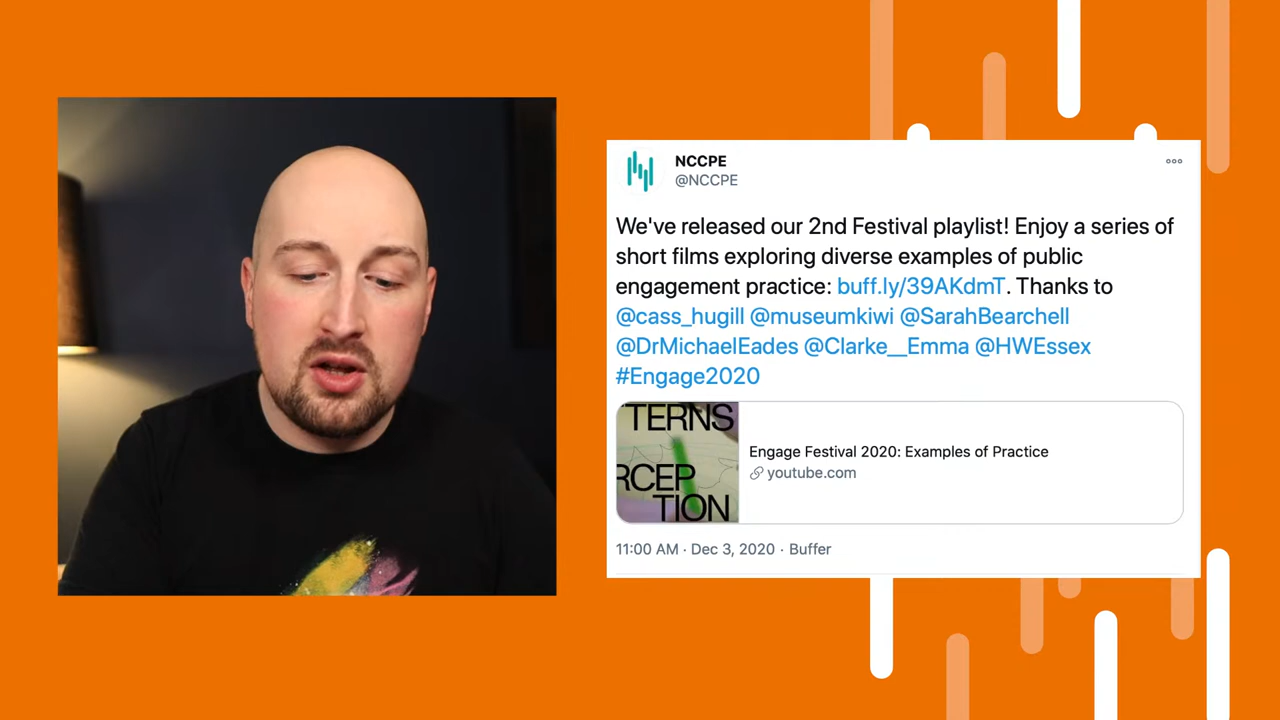 NCCPE
@NCCPE
We've released our 2nd Festival playlist! Enjoy a series of
short films exploring diverse examples of public
engagement practice: buff.ly/39AKdmT. Thanks to
@cass_hugill @museumkiwi @SarahBearchell
@DrMichaelEades @Clarke__Emma @HWEssex
#Engage2020
TERNS
RCEP
TION
Engage Festival 2020: Examples of Practice
youtube.com
11:00 AM · Dec 3, 2020 · Buffer